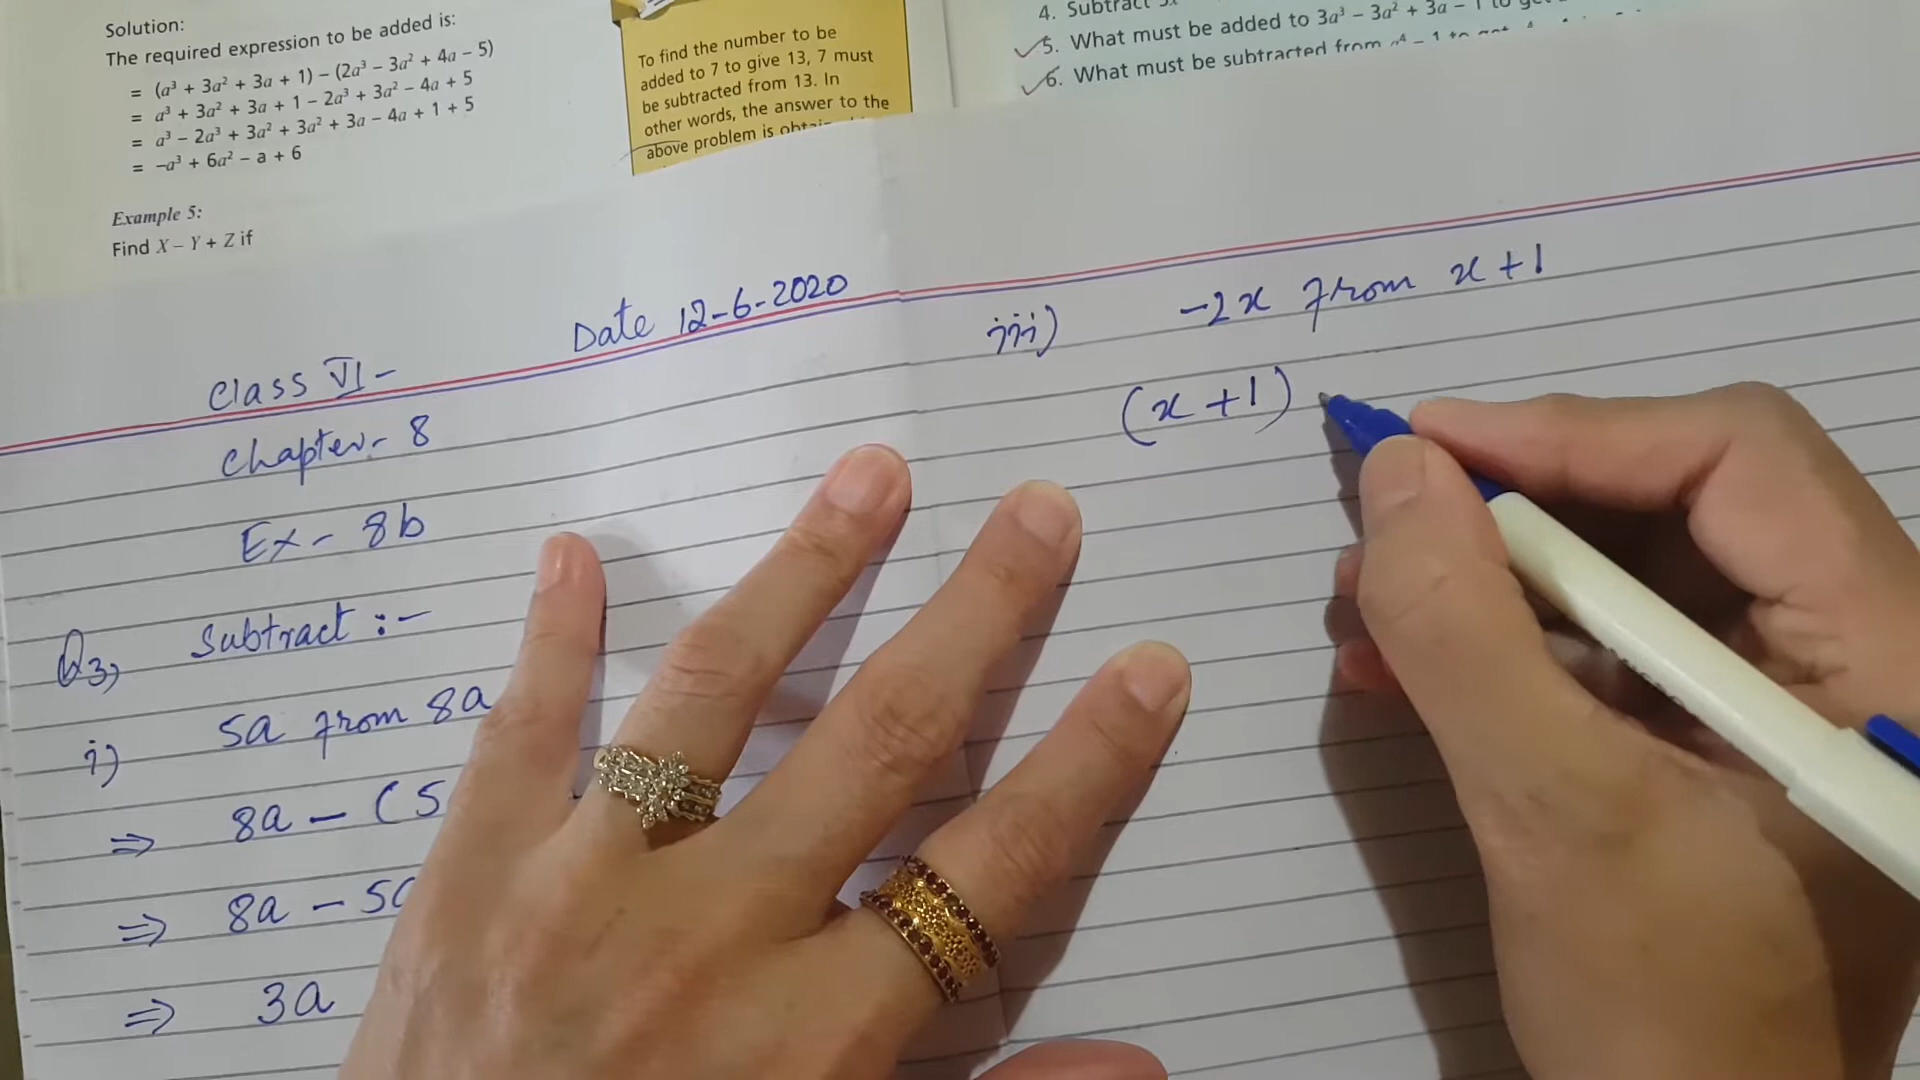 Solution:
The required expression to be added is:
= (a³ + 3a² + 3a + 1) – (2a³ – 3a² + 4a – 5)
= a³ + 3a² + 3a + 1 – 2a³ + 3a² – 4a + 5
= a³ – 2a³ + 3a² + 3a² + 3a – 4a + 1 + 5
= –a³ + 6a² – a + 6
Example 5:
Find X – Y + Z if
To find the number to be
added to 7 to give 13, 7 must
be subtracted from 13. In
other words, the answer to the
above problem is
4. Subtract
5. What must be added to 3a³ – 3a² + 3a – 1 to
6. What must be subtracted from
Date 12-6-2020
Class VI -
Chapter - 8
Ex - 8b
Q3, Subtract :-
i) 5a from 8a
⇒ 8a - (5
⇒ 8a - 5
⇒ 3a
iii) -2x from x + 1
(x + 1)